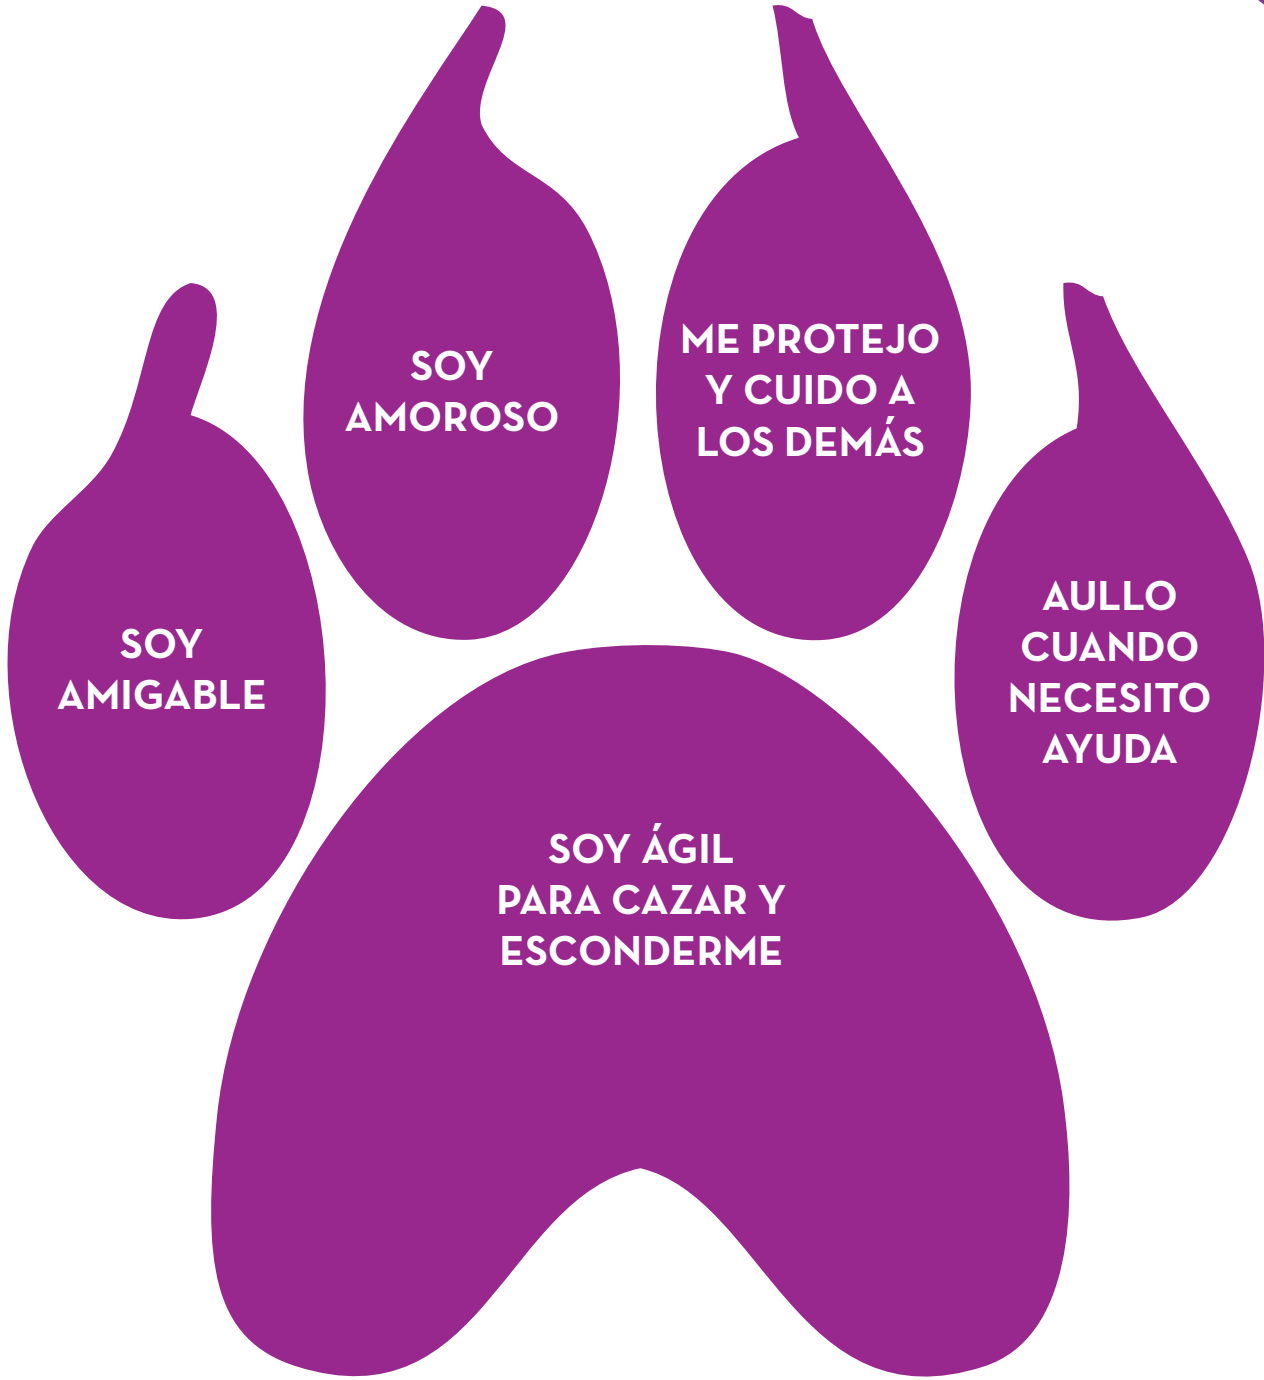 SOY
AMOROSO
ME PROTEJO
Y CUIDO A
LOS DEMÁS
SOY
AMIGABLE
AULLO
CUANDO
NECESITO
AYUDA
SOY ÁGIL
PARA CAZAR Y
ESCONDERME